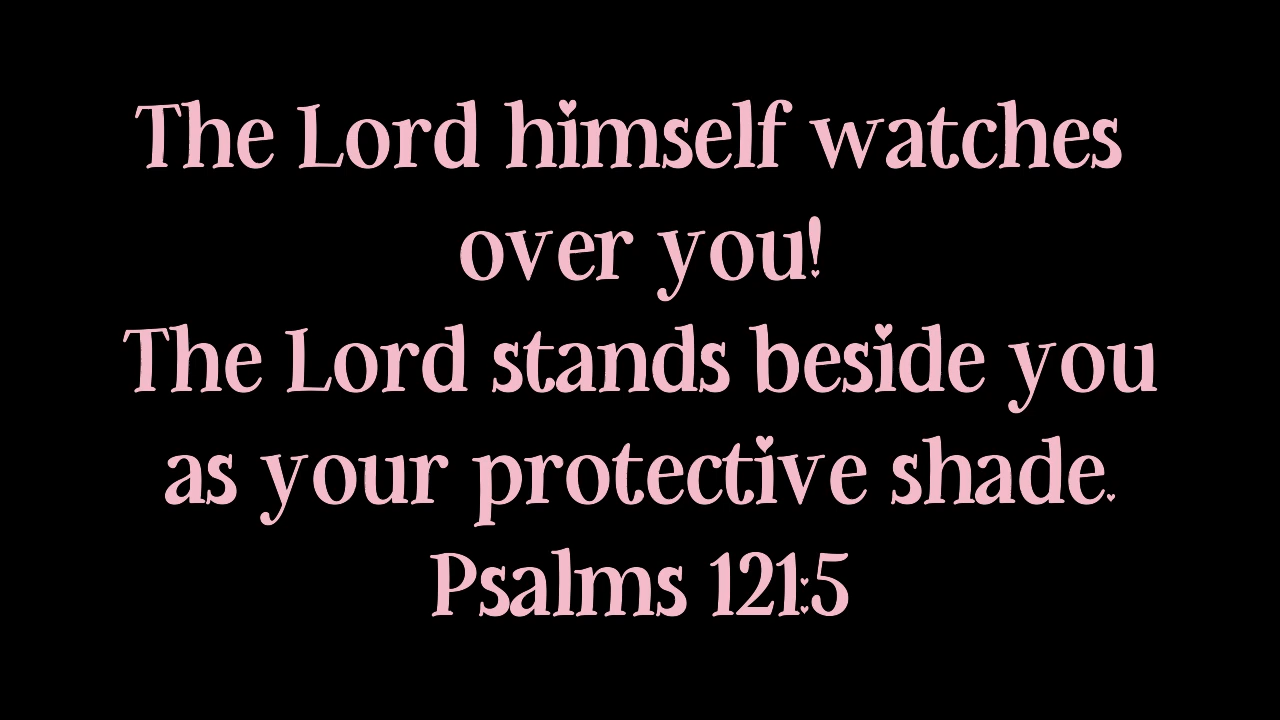 The Lord himself watches
over you!
The Lord stands beside you
as your protective shade.
Psalms 121:5